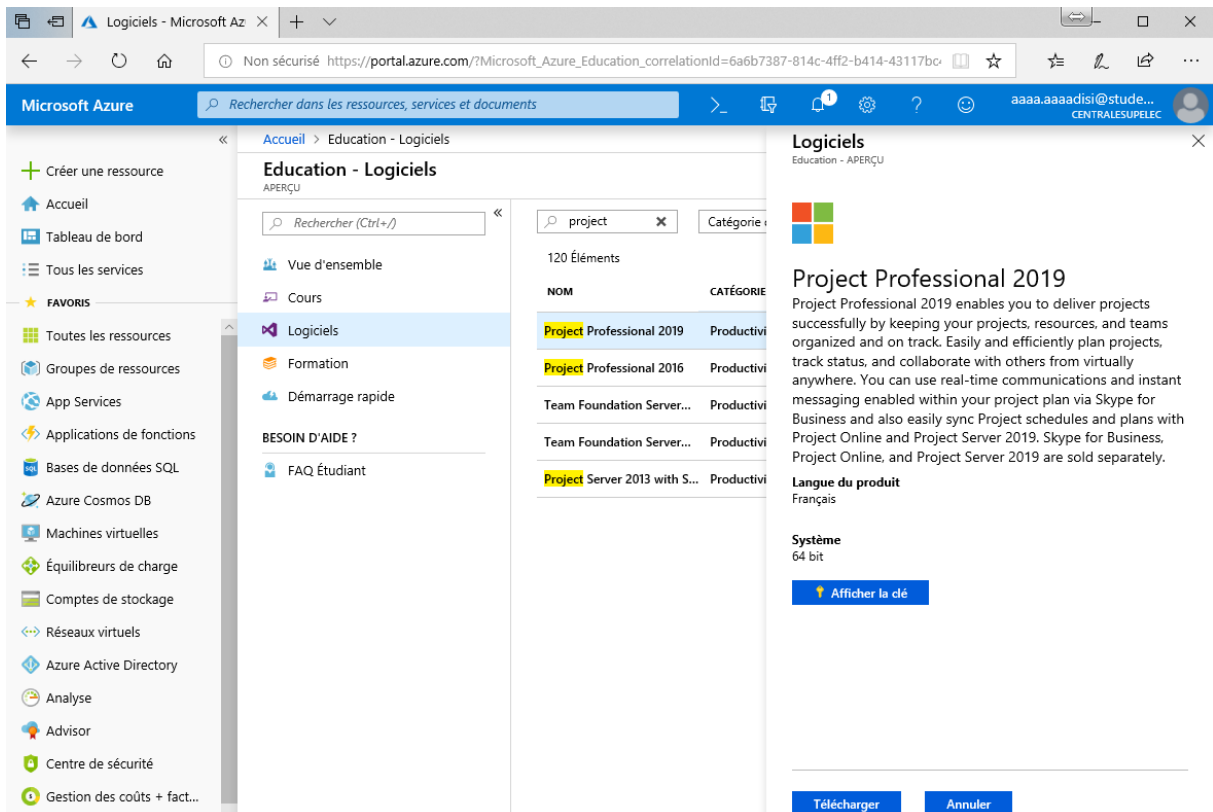 Logiciels - Microsoft Az
Non sécurisé https://portal.azure.com/?Microsoft_Azure_Education_correlationId=6a6b7387-814c-4ff2-b414-43117bc
Microsoft Azure
Rechercher dans les ressources, services et documents
1
aaaa.aaaadisi@stude...
CENTRALESUPELEC
Créer une ressource
Accueil
Tableau de bord
Tous les services
FAVORIS
Toutes les ressources
Groupes de ressources
App Services
Applications de fonctions
Bases de données SQL
Azure Cosmos DB
Machines virtuelles
Équilibreurs de charge
Comptes de stockage
Réseaux virtuels
Azure Active Directory
Analyse
Advisor
Centre de sécurité
Gestion des coûts + fact...
Accueil > Education - Logiciels
Education - Logiciels
APERÇU
Rechercher (Ctrl+/)
Vue d'ensemble
Cours
Logiciels
Formation
Démarrage rapide
BESOIN D'AIDE ?
FAQ Étudiant
project
Catégorie
120 Éléments
NOM CATÉGORIE
Project Professional 2019 Productivi
Project Professional 2016 Productivi
Team Foundation Server... Productivi
Team Foundation Server... Productivi
Project Server 2013 with S... Productivi
Logiciels
Education - APERÇU
Project Professional 2019
Project Professional 2019 enables you to deliver projects
successfully by keeping your projects, resources, and teams
organized and on track. Easily and efficiently plan projects,
track status, and collaborate with others from virtually
anywhere. You can use real-time communications and instant
messaging enabled within your project plan via Skype for
Business and also easily sync Project schedules and plans with
Project Online and Project Server 2019. Skype for Business,
Project Online, and Project Server 2019 are sold separately.
Langue du produit
Français
Système
64 bit
Afficher la clé
Télécharger
Annuler